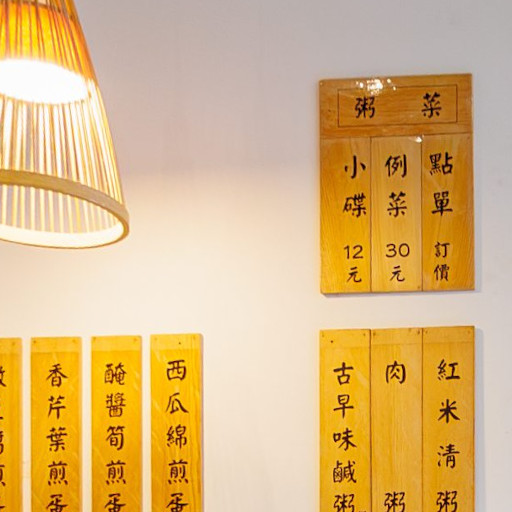 粥菜
點單訂價
例菜30元
小碟12元
紅米清粥
肉粥
古早味鹹粥
西瓜綿煎蛋
醃醬筍煎蛋
香芹葉煎蛋
煎